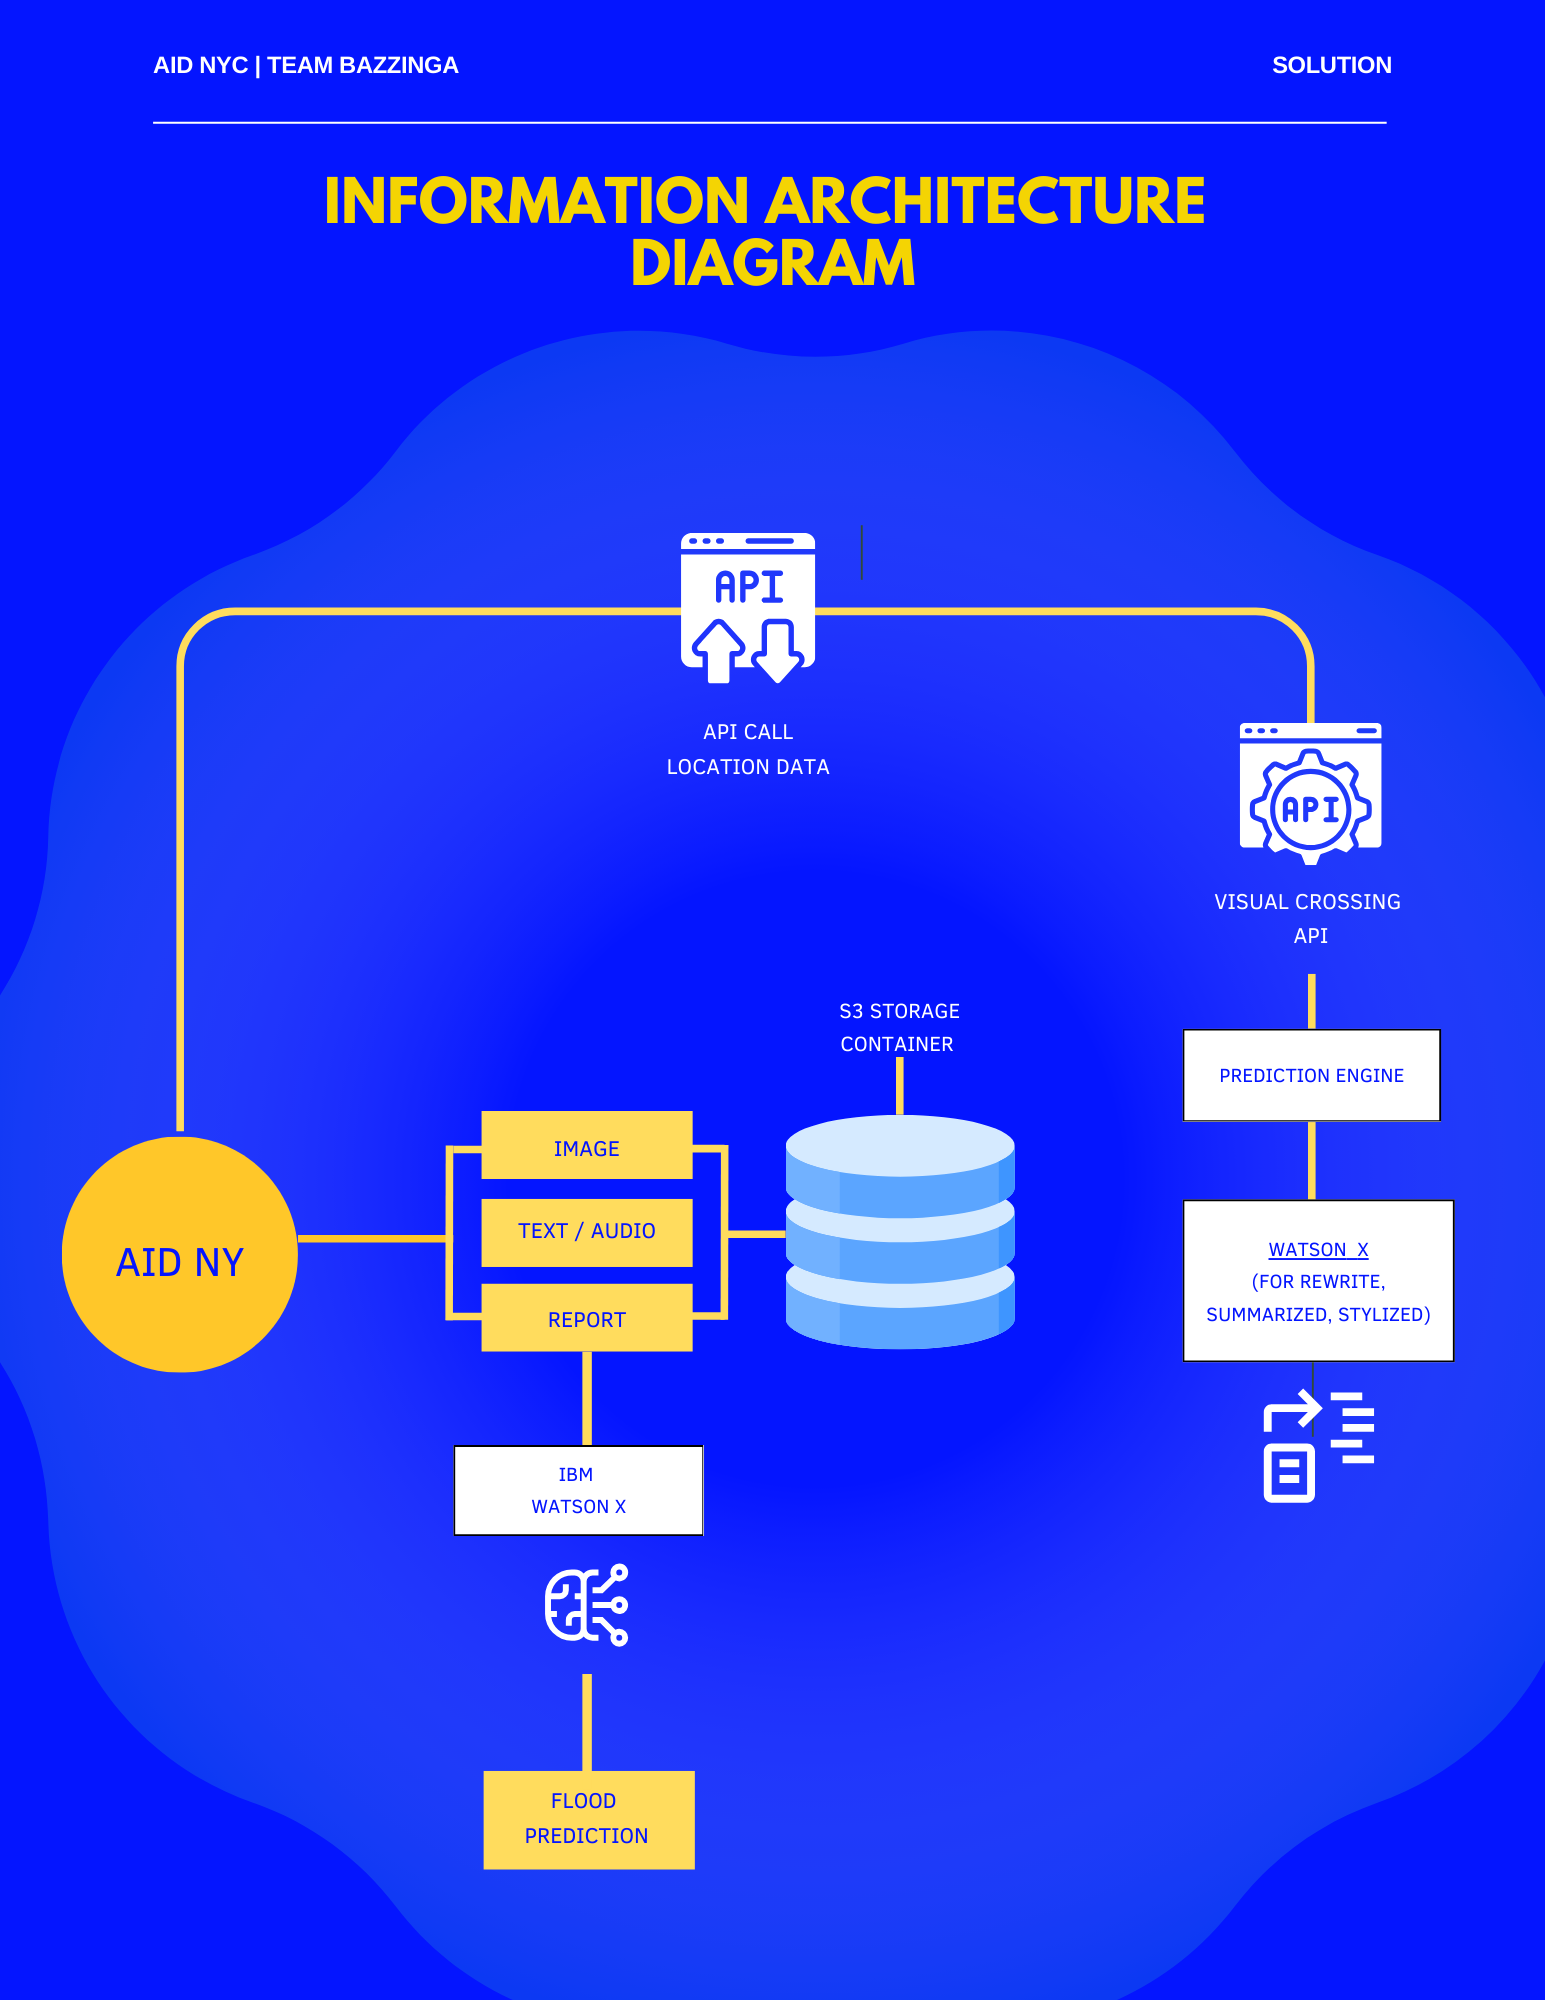 AID NYC | TEAM BAZZINGA
SOLUTION
INFORMATION ARCHITECTURE
DIAGRAM
API
API CALL
LOCATION DATA
API
VISUAL CROSSING
API
S3 STORAGE
CONTAINER
PREDICTION ENGINE
IMAGE
TEXT / AUDIO
REPORT
AID NY
WATSON X
(FOR REWRITE,
SUMMARIZED, STYLIZED)
IBM
WATSON X
FLOOD
PREDICTION